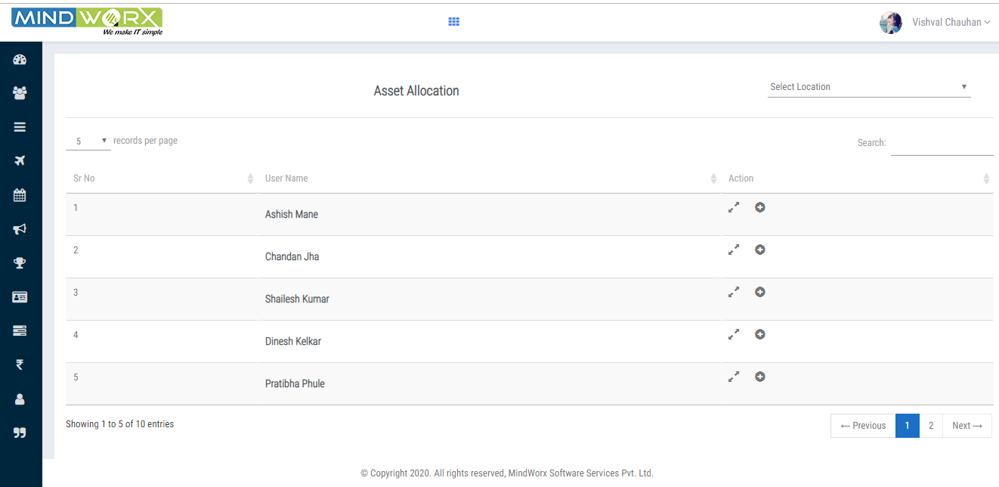 MINDWORX
We make IT simple
Vishval Chauhan
Asset Allocation
Select Location
5 records per page
Search:
Sr No User Name Action
1 Ashish Mane
2 Chandan Jha
3 Shailesh Kumar
4 Dinesh Kelkar
5 Pratibha Phule
Showing 1 to 5 of 10 entries
← Previous 1 2 Next →
© Copyright 2020. All rights reserved, MindWorx Software Services Pvt. Ltd.